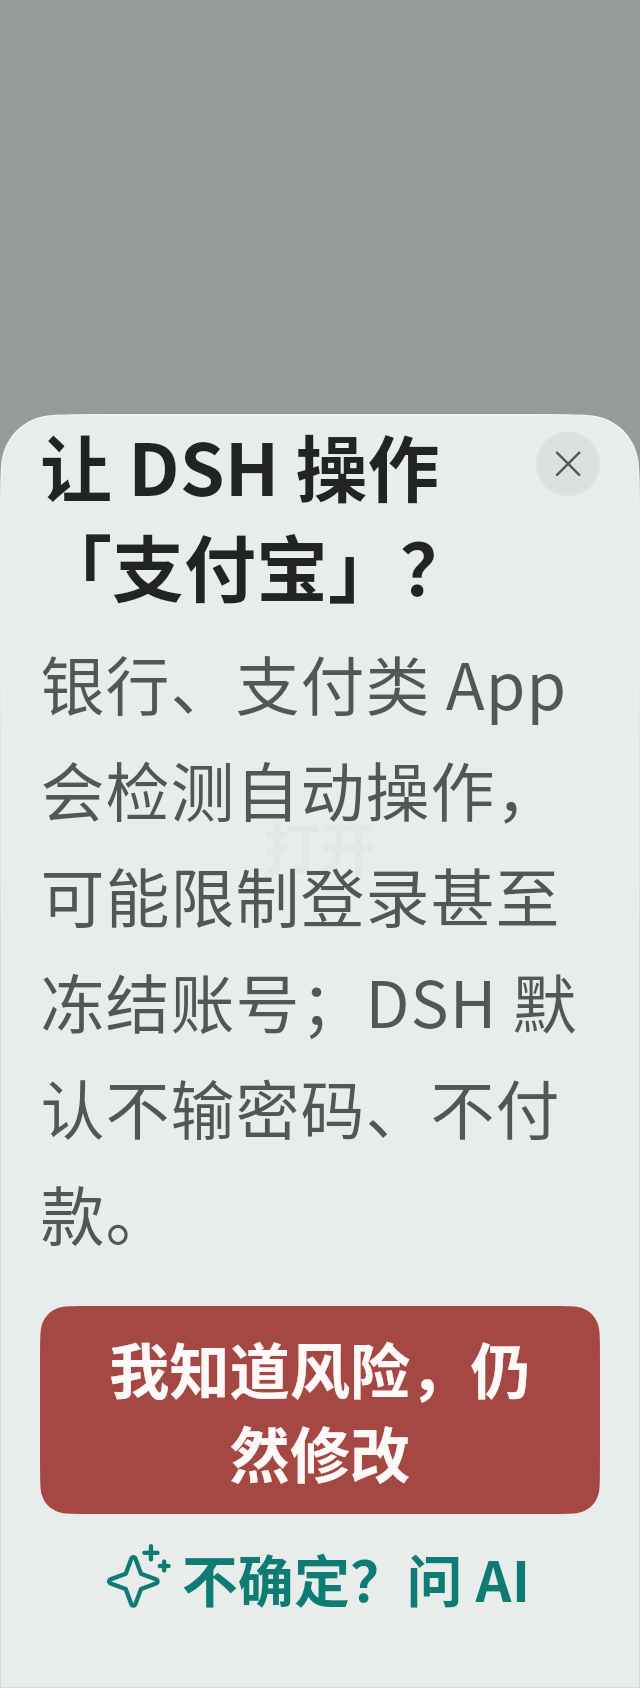 让 DSH 操作
「支付宝」？
银行、支付类 App
会检测自动操作，
打开
可能限制登录甚至
冻结账号；DSH 默
认不输密码、不付
款。
我知道风险，仍
然修改
不确定？问 AI